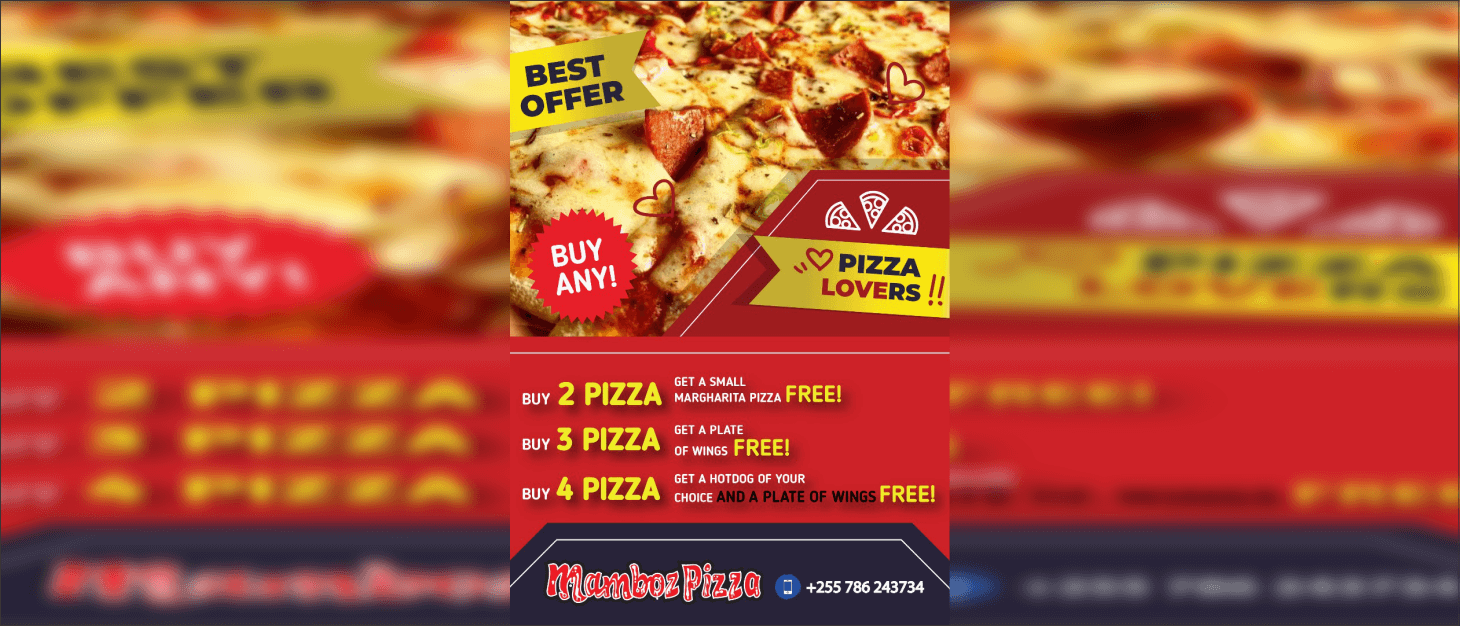 BEST
OFFER
BUY
ANY!
PIZZA
LOVERS !!
BUY 2 PIZZA GET A SMALL
MARGHARITA PIZZA FREE!
BUY 3 PIZZA GET A PLATE
OF WINGS FREE!
BUY 4 PIZZA GET A HOTDOG OF YOUR
CHOICE AND A PLATE OF WINGS FREE!
Mamboz Pizza +255 786 243734